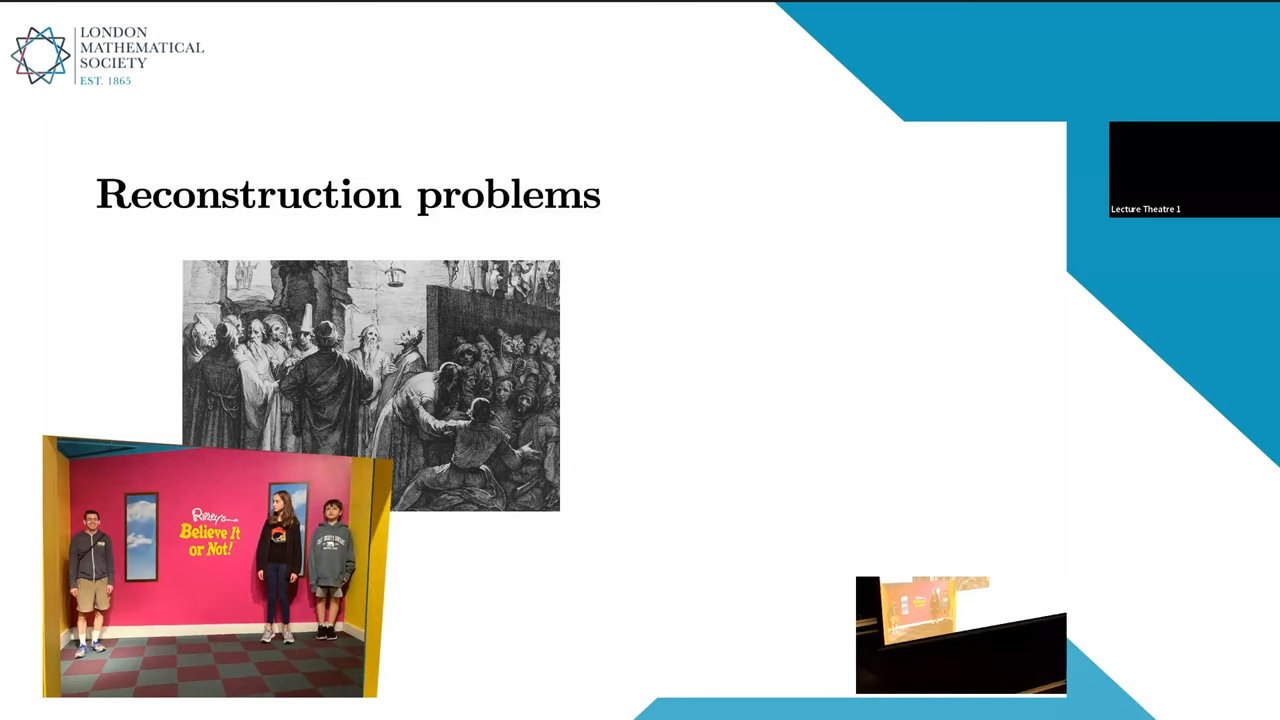 LONDON
MATHEMATICAL
SOCIETY
EST. 1865
Reconstruction problems
Lecture Theatre 1
Ripley's
Believe It
or Not!